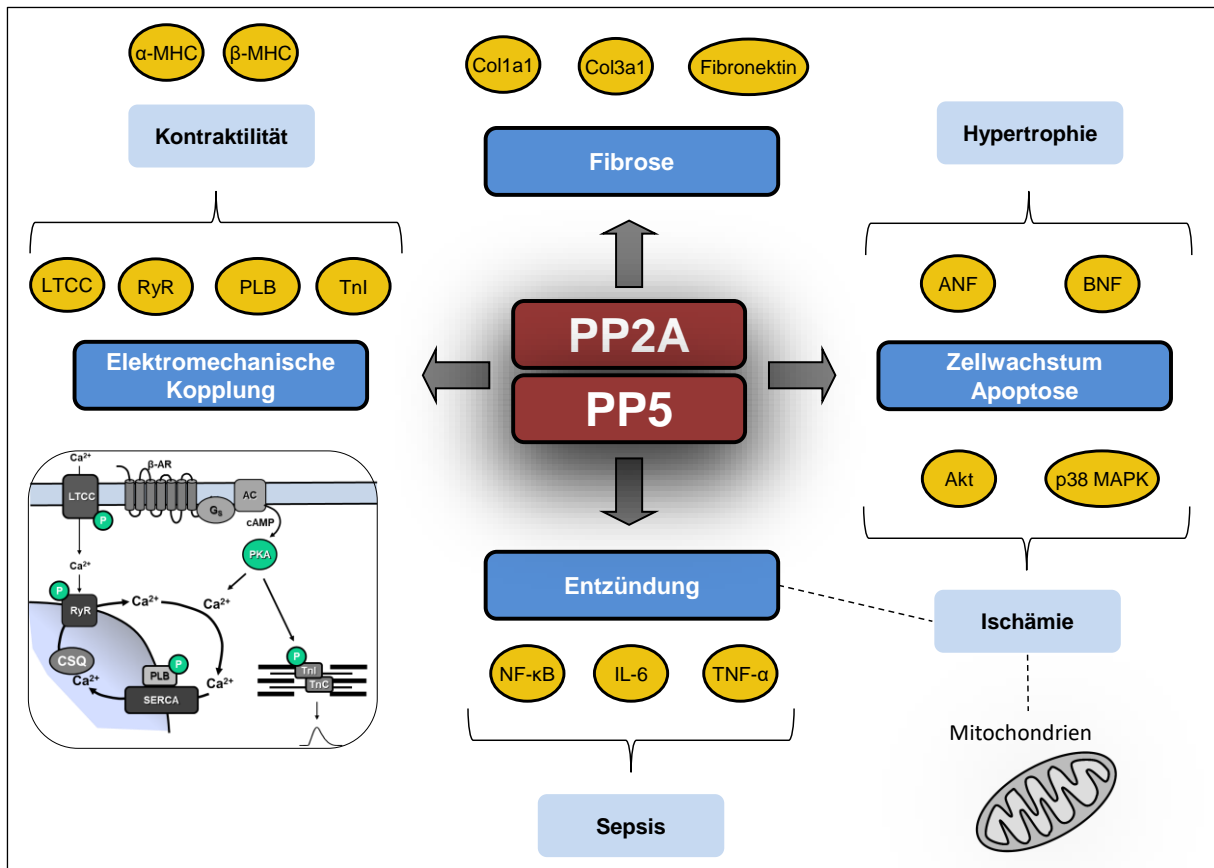 α-MHC
β-MHC
Kontraktilität
LTCC
RyR
PLB
TnI
Elektromechanische
Kopplung
Col1a1
Col3a1
Fibronektin
Fibrose
PP2A
PP5
Hypertrophie
ANF
BNF
Zellwachstum
Apoptose
Akt
p38 MAPK
Ischämie
Mitochondrien
Entzündung
NF-κB
IL-6
TNF-α
Sepsis
Ca²⁺
β-AR
LTCC
AC
P
Gs
cAMP
PKA
Ca²⁺
P
RyR
Ca²⁺
Ca²⁺
CSQ
P
P
TnI
TnC
PLB
Ca²⁺
Ca²⁺
SERCA